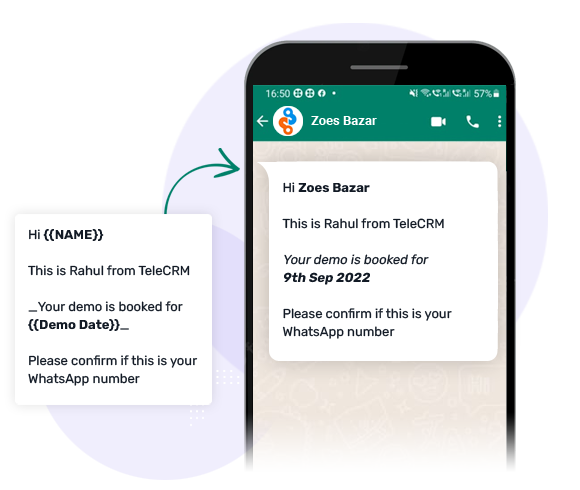 Hi {{NAME}}
This is Rahul from TeleCRM
_Your demo is booked for
{{Demo Date}}_
Please confirm if this is your
WhatsApp number
16:50
57%
Zoes Bazar
Hi Zoes Bazar
This is Rahul from TeleCRM
Your demo is booked for
9th Sep 2022
Please confirm if this is your
WhatsApp number